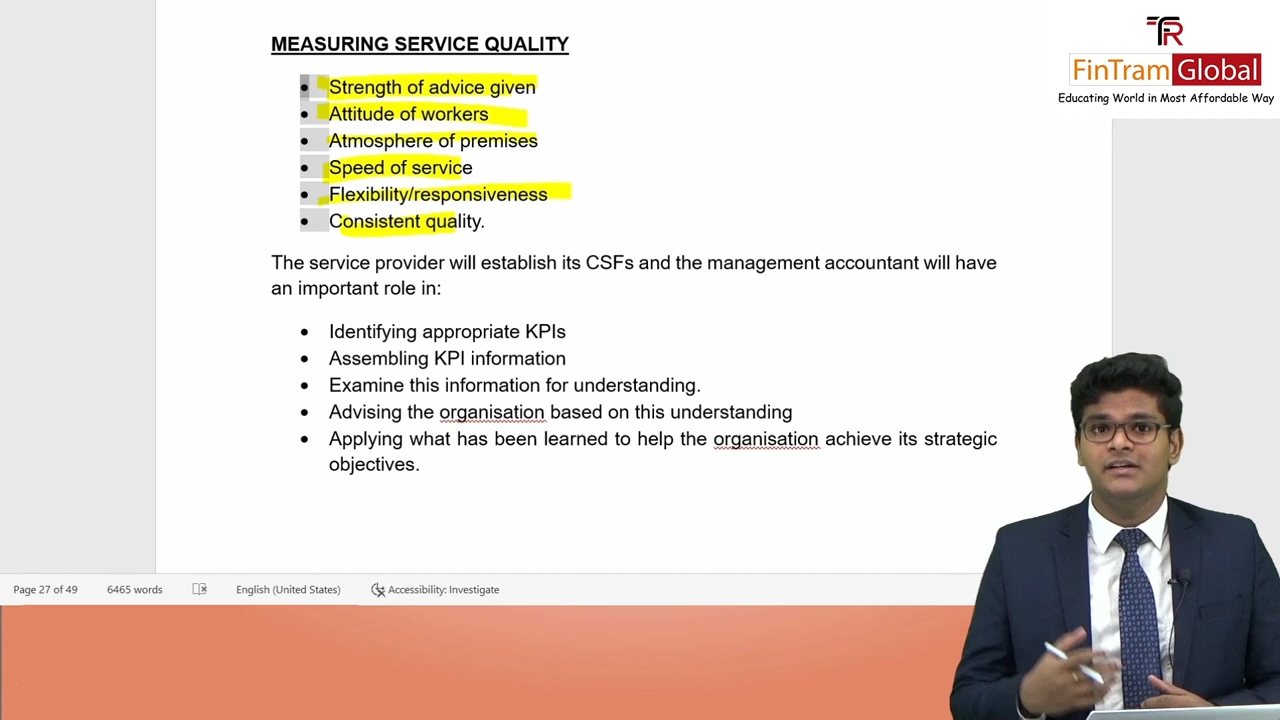 MEASURING SERVICE QUALITY
• Strength of advice given
• Attitude of workers
• Atmosphere of premises
• Speed of service
• Flexibility/responsiveness
• Consistent quality.
The service provider will establish its CSFs and the management accountant will have
an important role in:
• Identifying appropriate KPIs
• Assembling KPI information
• Examine this information for understanding.
• Advising the organisation based on this understanding
• Applying what has been learned to help the organisation achieve its strategic
objectives.
Page 27 of 49 6465 words English (United States) Accessibility: Investigate
FinTram Global
Educating World in Most Affordable Way